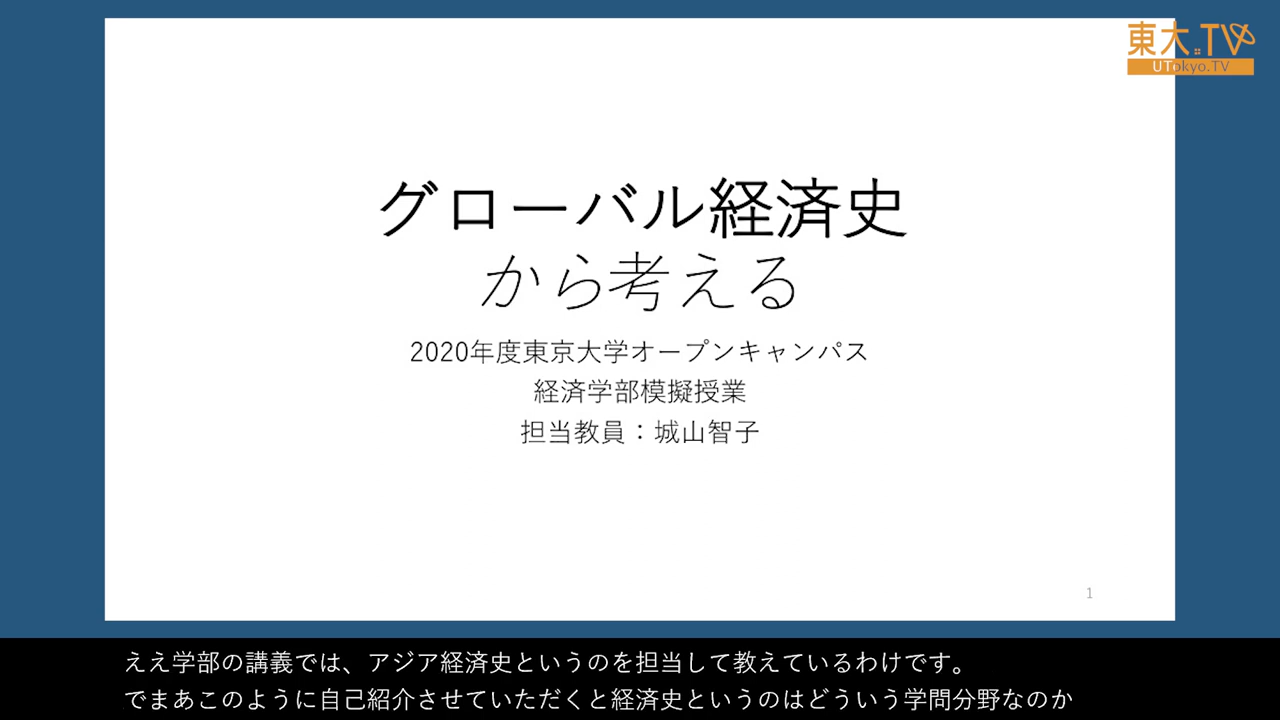 東大.TV
UTokyo.TV
グローバル経済史
から考える
2020年度東京大学オープンキャンパス
経済学部模擬授業
担当教員：城山智子
1
ええ学部の講義では、アジア経済史というのを担当して教えているわけです。
でまあこのように自己紹介させていただくと経済史というのはどういう学問分野なのか